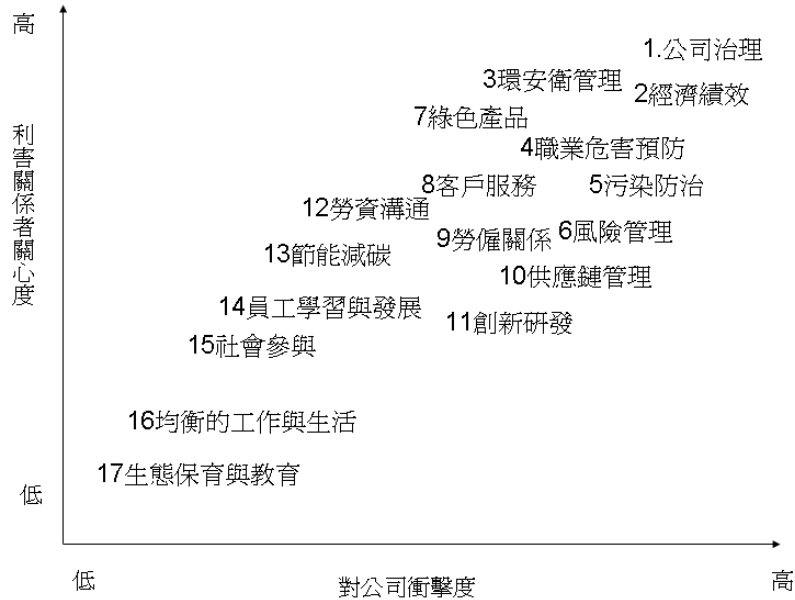 高
1.公司治理
3環安衛管理
2經濟績效
7綠色產品
利害關係者關心度
4職業危害預防
8客戶服務
5污染防治
12勞資溝通
6風險管理
9勞僱關係
13節能減碳
10供應鏈管理
14員工學習與發展
11創新研發
15社會參與
16均衡的工作與生活
17生態保育與教育
低
低
對公司衝擊度
高